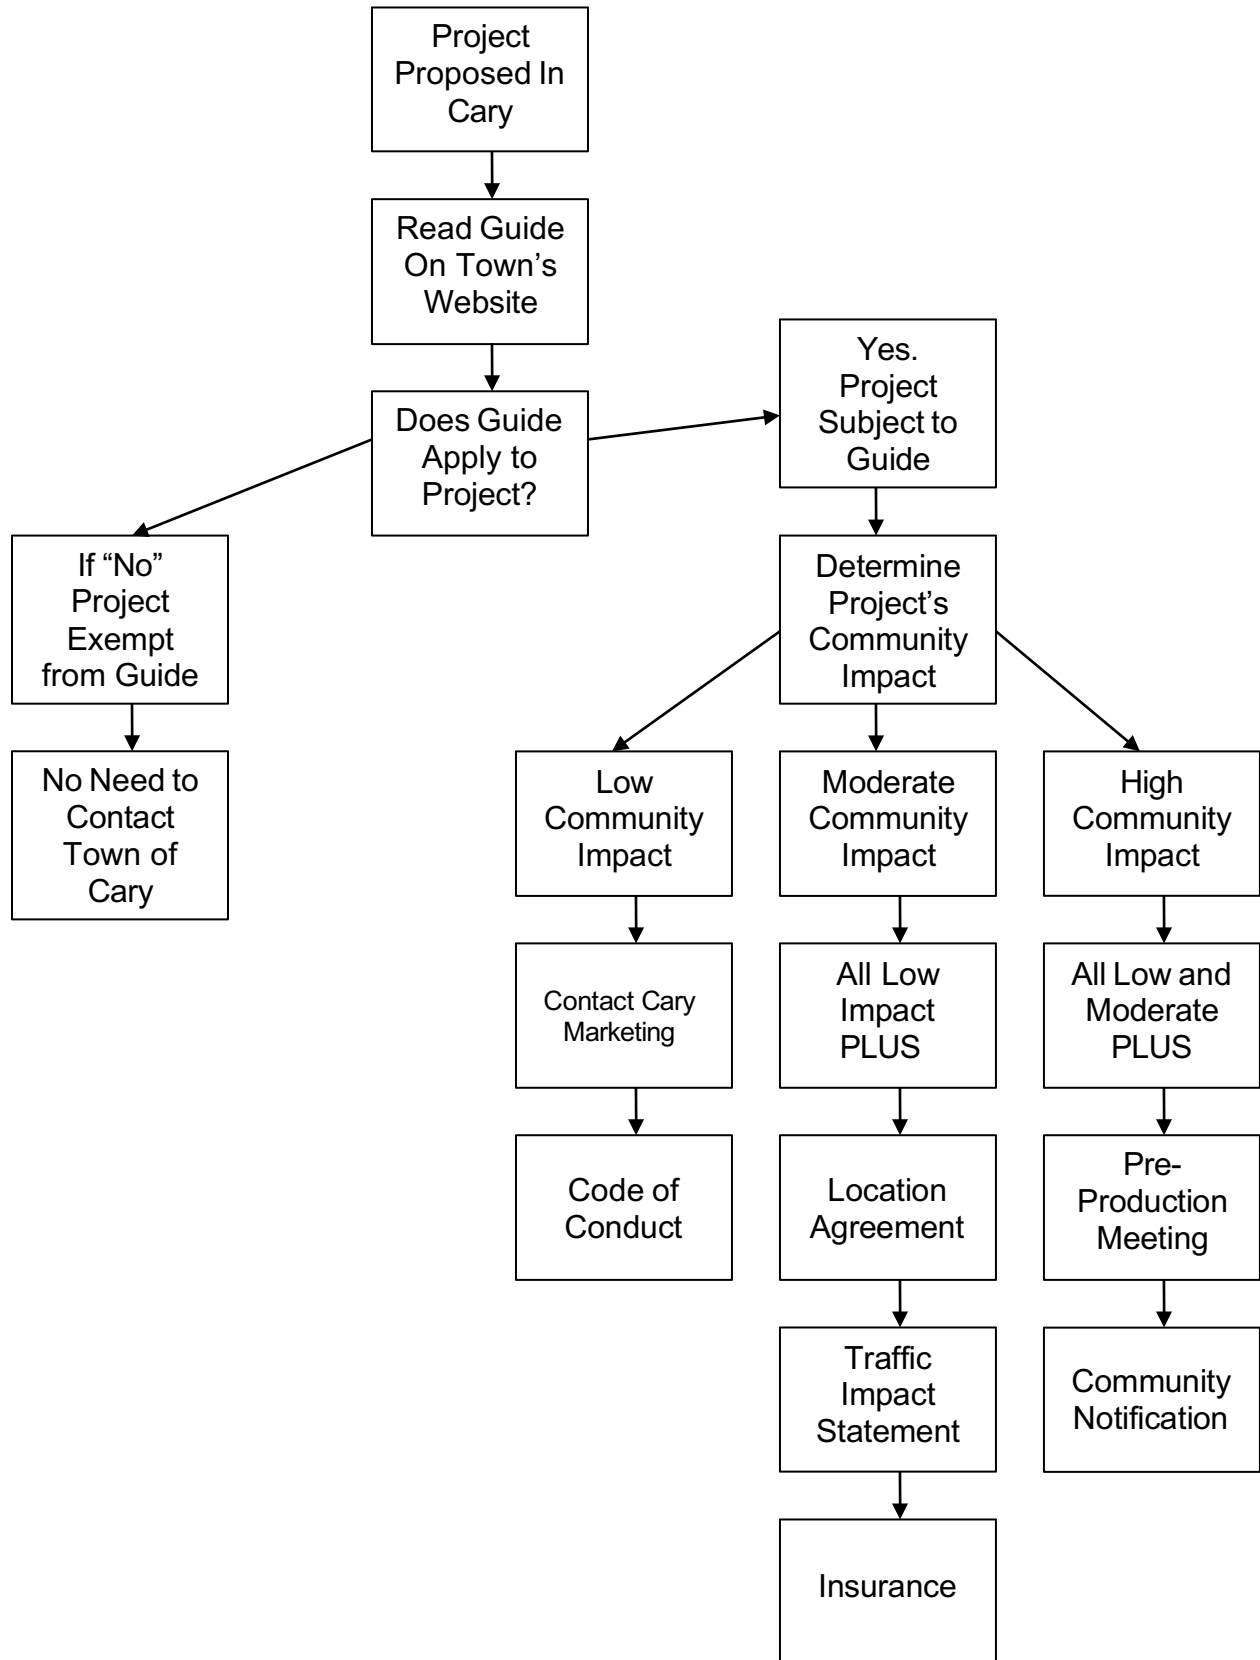 Project
Proposed In
Cary
Read Guide
On Town’s
Website
Does Guide
Apply to
Project?
Yes.
Project
Subject to
Guide
If “No”
Project
Exempt
from Guide
No Need to
Contact
Town of
Cary
Determine
Project’s
Community
Impact
Low
Community
Impact
Contact Cary
Marketing
Code of
Conduct
Moderate
Community
Impact
All Low
Impact
PLUS
Location
Agreement
Traffic
Impact
Statement
Insurance
High
Community
Impact
All Low and
Moderate
PLUS
Pre-
Production
Meeting
Community
Notification